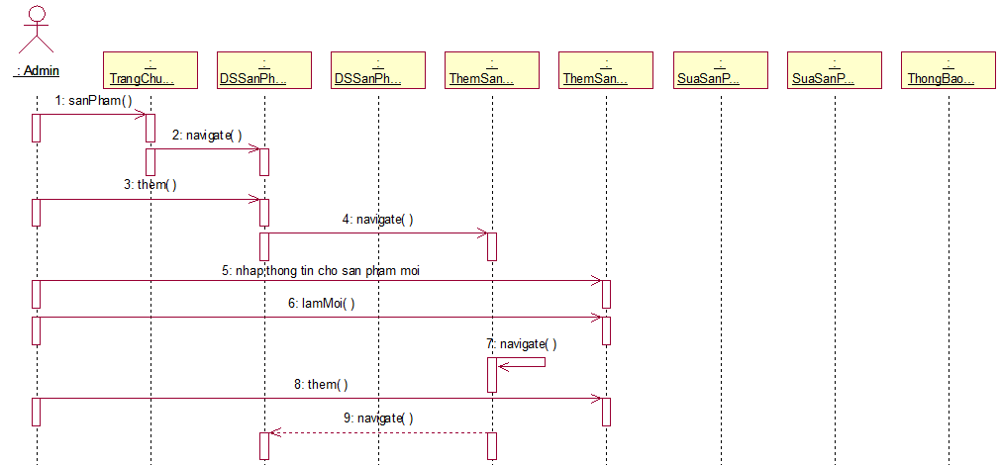 : Admin
:
TrangChu...
:
DSSanPh...
:
DSSanPh...
:
ThemSan...
:
ThemSan...
:
SuaSanP...
:
SuaSanP...
:
ThongBao...
1: sanPham( )
2: navigate( )
3: them( )
4: navigate( )
5: nhap thong tin cho san pham moi
6: lamMoi( )
7: navigate( )
8: them( )
9: navigate( )